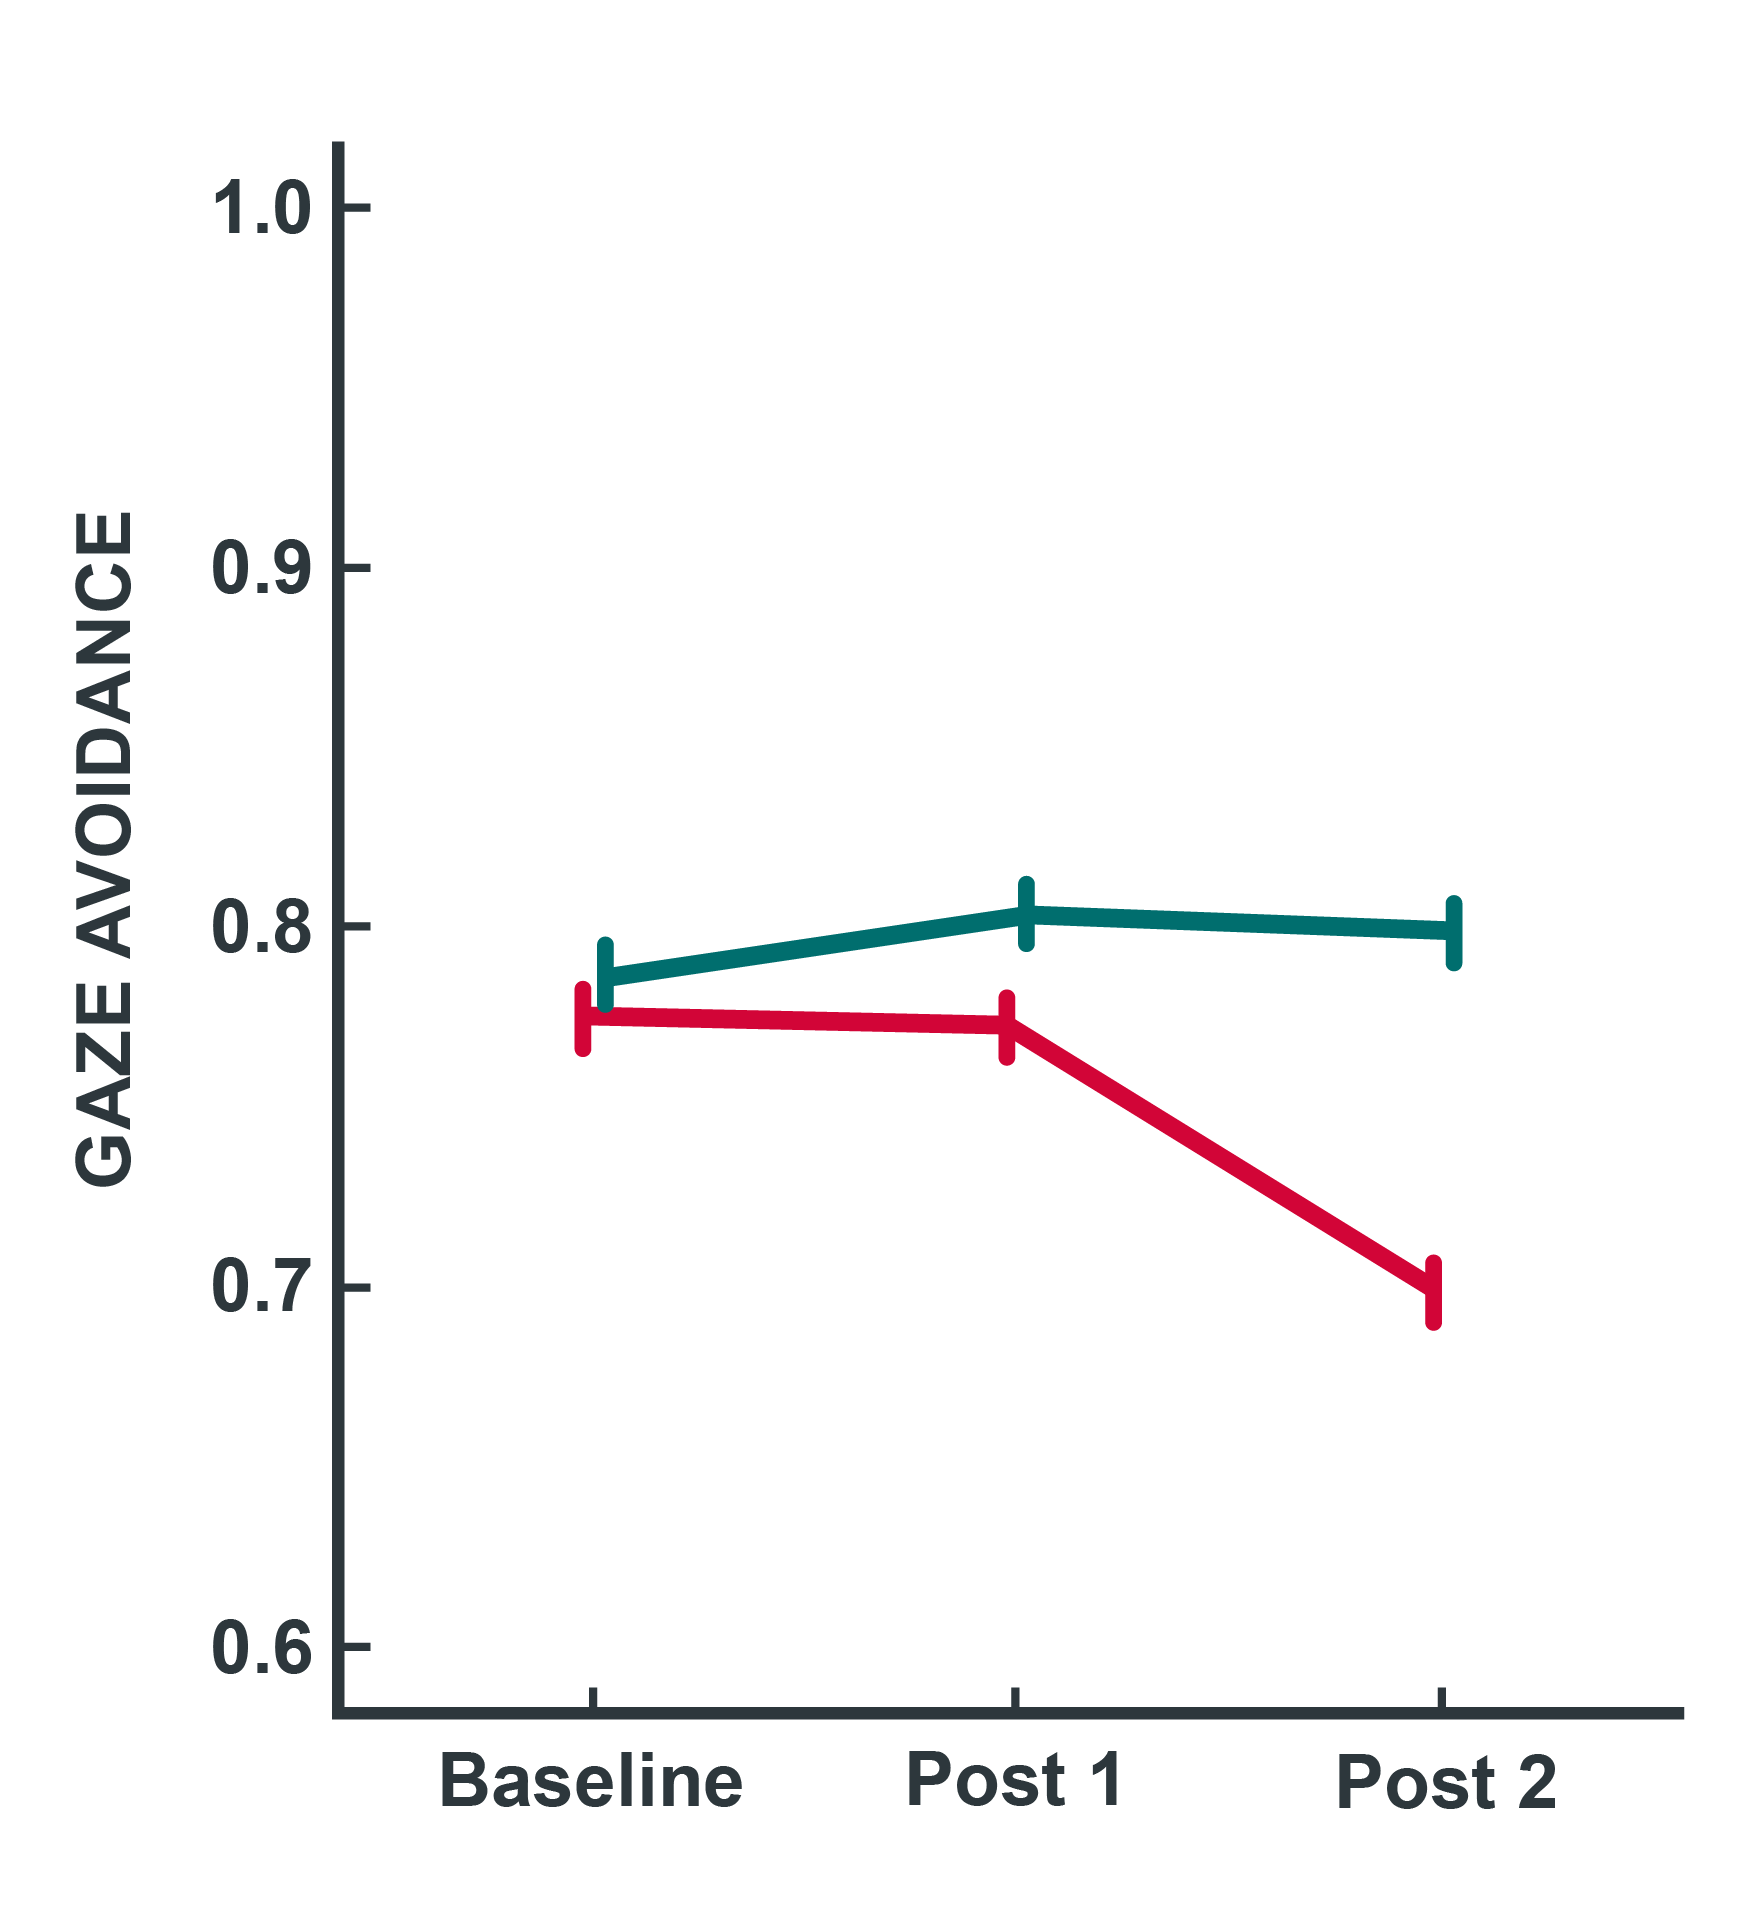 GAZE AVOIDANCE
1.0
0.9
0.8
0.7
0.6
Baseline
Post 1
Post 2